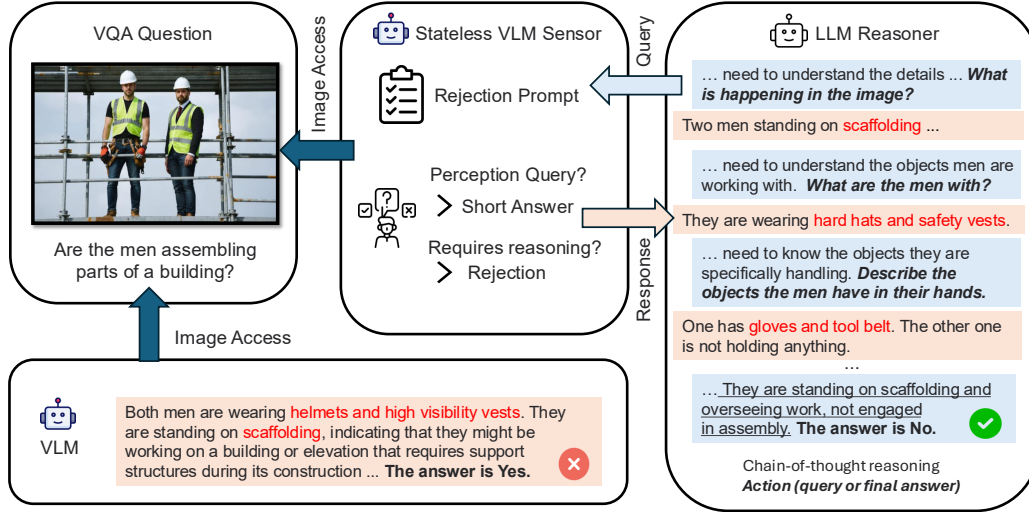 VQA Question
Are the men assembling
parts of a building?
Image Access
Stateless VLM Sensor
Rejection Prompt
Perception Query?
Short Answer
Requires reasoning?
Rejection
Query
Response
LLM Reasoner
... need to understand the details ... What
is happening in the image?
Two men standing on scaffolding ...
... need to understand the objects men are
working with. What are the men with?
They are wearing hard hats and safety vests.
... need to know the objects they are
specifically handling. Describe the
objects the men have in their hands.
One has gloves and tool belt. The other one
is not holding anything.
...
... They are standing on scaffolding and
overseeing work, not engaged
in assembly. The answer is No.
Chain-of-thought reasoning
Action (query or final answer)
Image Access
VLM
Both men are wearing helmets and high visibility vests. They
are standing on scaffolding, indicating that they might be
working on a building or elevation that requires support
structures during its construction ... The answer is Yes.